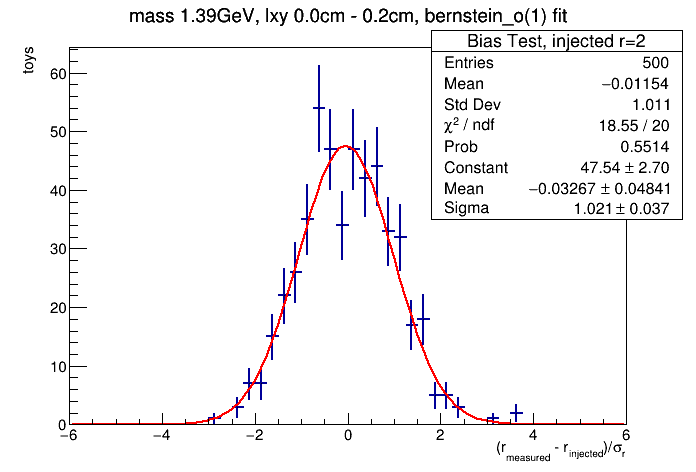 mass 1.39GeV, lxy 0.0cm - 0.2cm, bernstein_o(1) fit
toys
Bias Test, injected r=2
Entries 500
Mean −0.01154
Std Dev 1.011
χ² / ndf 18.55 / 20
Prob 0.5514
Constant 47.54 ± 2.70
Mean −0.03267 ± 0.04841
Sigma 1.021 ± 0.037
60
50
40
30
20
10
0
−6 −4 −2 0 2 4 6
(r_measured - r_injected)/σ_r